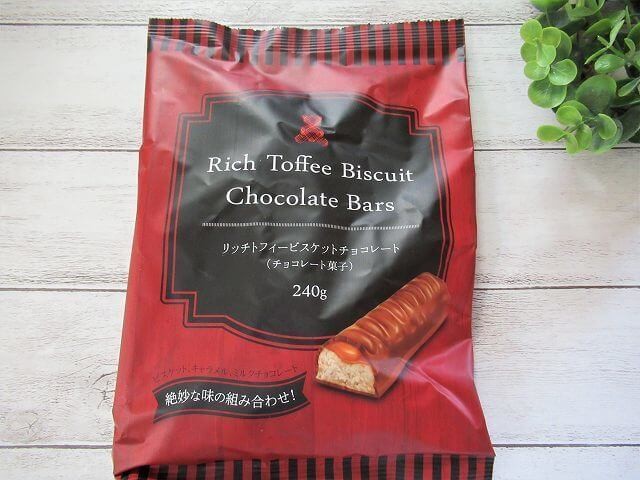 Rich Toffee Biscuit
Chocolate Bars
リッチトフィービスケットチョコレート
(チョコレート菓子)
240g
ビスケット、キャラメル、ミルクチョコレート
絶妙な味の組み合わせ!